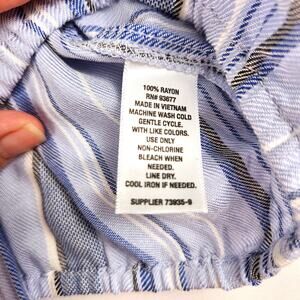 100% RAYON
RN# 93677
MADE IN VIETNAM
MACHINE WASH COLD
GENTLE CYCLE.
WITH LIKE COLORS.
USE ONLY
NON-CHLORINE
BLEACH WHEN
NEEDED.
LINE DRY.
COOL IRON IF NEEDED.
SUPPLIER 73935-9